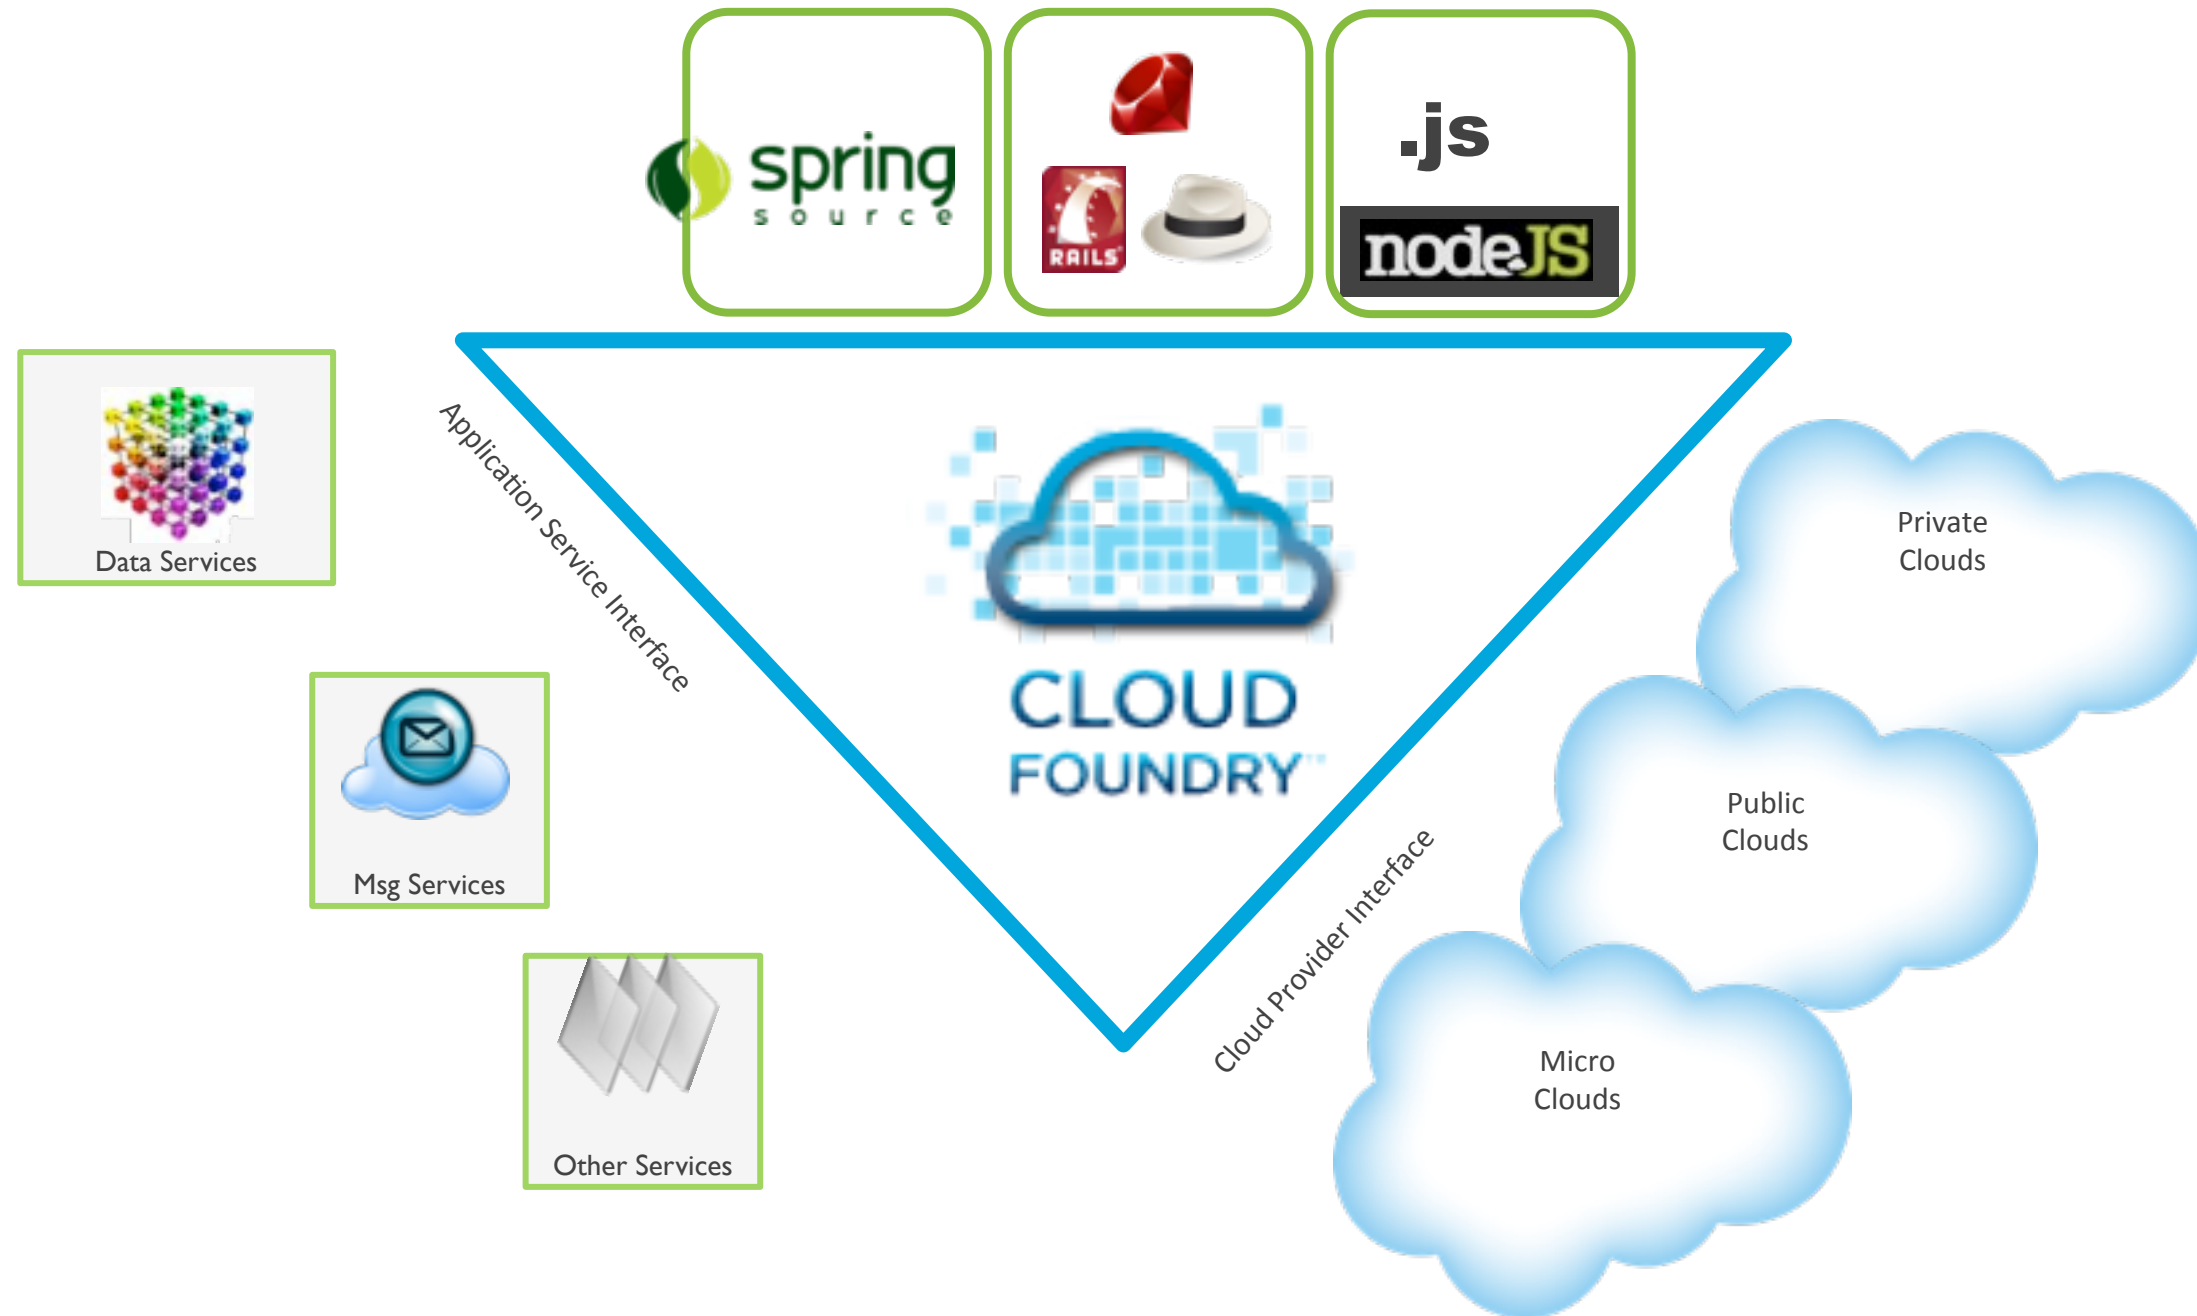 spring
source
RAILS
.js
nodeJS
Data Services
Application Service Interface
CLOUD
FOUNDRY™
Private
Clouds
Msg Services
Public
Clouds
Cloud Provider Interface
Other Services
Micro
Clouds